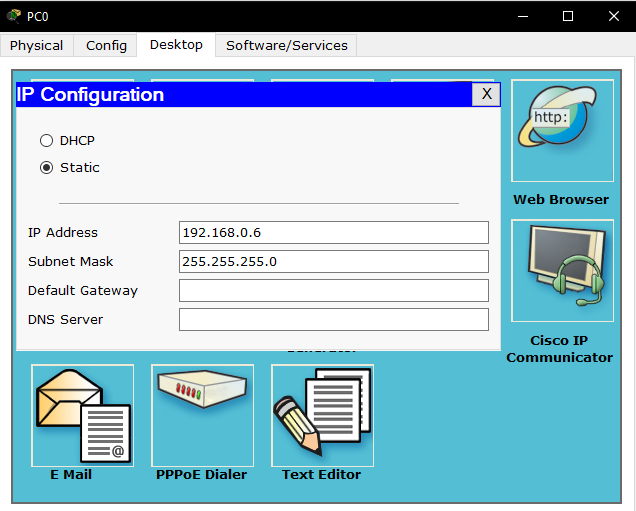 PC0
Physical Config Desktop Software/Services
IP Configuration X
DHCP
Static
IP Address 192.168.0.6
Subnet Mask 255.255.255.0
Default Gateway
DNS Server
http:
Web Browser
Cisco IP
Communicator
@
E Mail PPPoE Dialer Text Editor